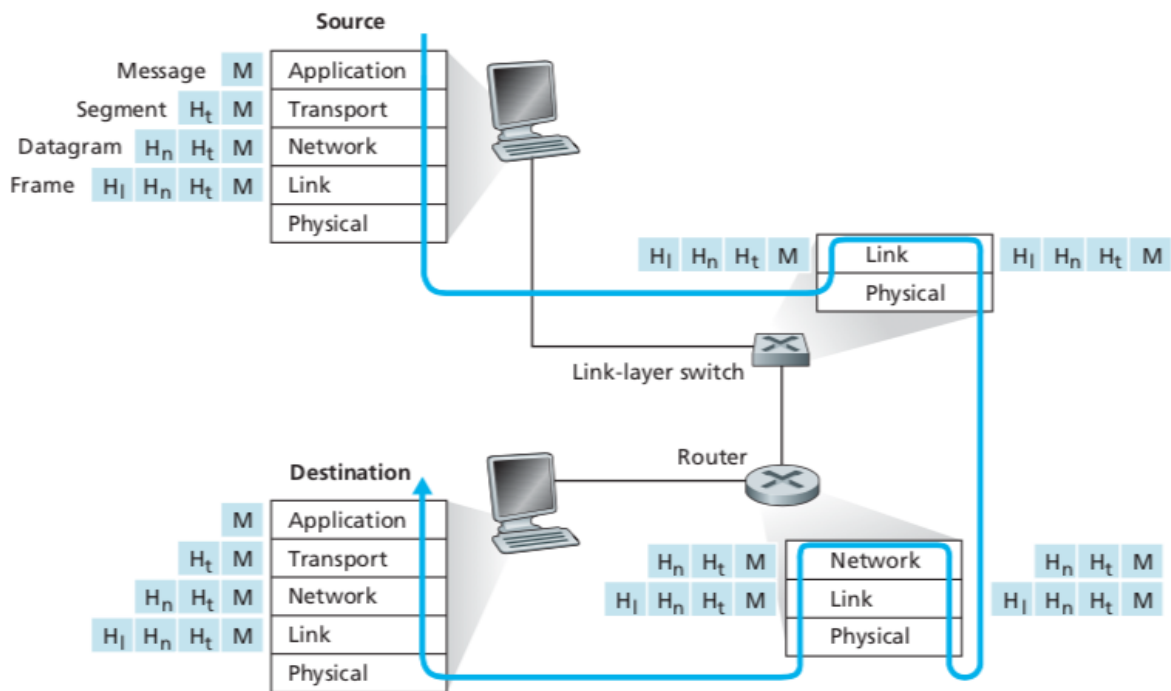 Source
Message M Application
Segment Ht M Transport
Datagram Hn Ht M Network
Frame Hl Hn Ht M Link
Physical
Hl Hn Ht M Link Hl Hn Ht M
Physical
Link-layer switch
Router
Destination
M Application
Ht M Transport
Hn Ht M Network
Hl Hn Ht M Link
Physical
Hn Ht M Network Hn Ht M
Hl Hn Ht M Link Hl Hn Ht M
Physical